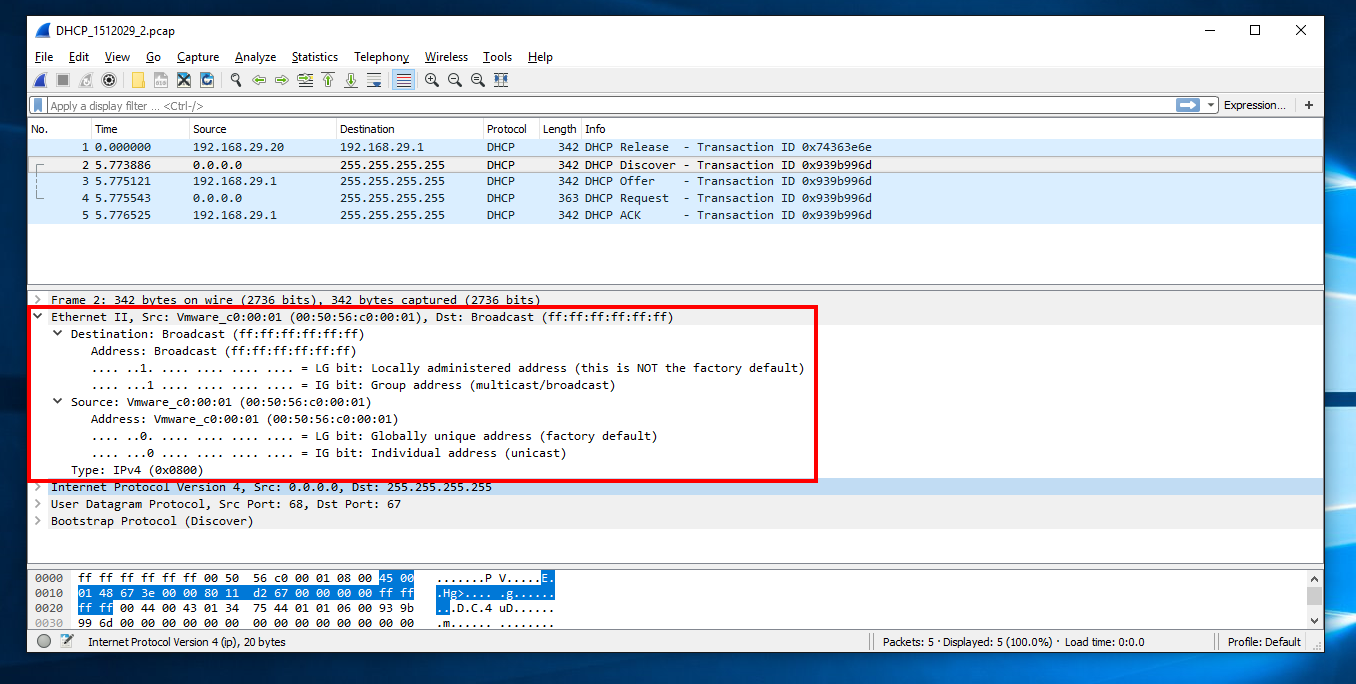 DHCP_1512029_2.pcap
File Edit View Go Capture Analyze Statistics Telephony Wireless Tools Help
Apply a display filter ... <Ctrl-/> Expression... +
No. Time Source Destination Protocol Length Info
1 0.000000 192.168.29.20 192.168.29.1 DHCP 342 DHCP Release - Transaction ID 0x74363e6e
2 5.773886 0.0.0.0 255.255.255.255 DHCP 342 DHCP Discover - Transaction ID 0x939b996d
3 5.775121 192.168.29.1 255.255.255.255 DHCP 342 DHCP Offer - Transaction ID 0x939b996d
4 5.775543 0.0.0.0 255.255.255.255 DHCP 363 DHCP Request - Transaction ID 0x939b996d
5 5.776525 192.168.29.1 255.255.255.255 DHCP 342 DHCP ACK - Transaction ID 0x939b996d
Frame 2: 342 bytes on wire (2736 bits), 342 bytes captured (2736 bits)
Ethernet II, Src: Vmware_c0:00:01 (00:50:56:c0:00:01), Dst: Broadcast (ff:ff:ff:ff:ff:ff)
Destination: Broadcast (ff:ff:ff:ff:ff:ff)
Address: Broadcast (ff:ff:ff:ff:ff:ff)
.... ..1. .... .... .... .... = LG bit: Locally administered address (this is NOT the factory default)
.... ...1 .... .... .... .... = IG bit: Group address (multicast/broadcast)
Source: Vmware_c0:00:01 (00:50:56:c0:00:01)
Address: Vmware_c0:00:01 (00:50:56:c0:00:01)
.... ..0. .... .... .... .... = LG bit: Globally unique address (factory default)
.... ...0 .... .... .... .... = IG bit: Individual address (unicast)
Type: IPv4 (0x0800)
Internet Protocol Version 4, Src: 0.0.0.0, Dst: 255.255.255.255
User Datagram Protocol, Src Port: 68, Dst Port: 67
Bootstrap Protocol (Discover)
0000 ff ff ff ff ff ff 00 50 56 c0 00 01 08 00 45 00 .......P V.....E.
0010 01 48 67 3e 00 00 80 11 d2 67 00 00 00 00 ff ff .Hg>.... .g......
0020 ff ff 00 44 00 43 01 34 75 44 01 01 06 00 93 9b ...D.C.4 uD......
0030 99 6d 00 00 00 00 00 00 00 00 00 00 00 00 00 00 .m...... ........
Internet Protocol Version 4 (ip), 20 bytes Packets: 5 · Displayed: 5 (100.0%) · Load time: 0:0.0 Profile: Default